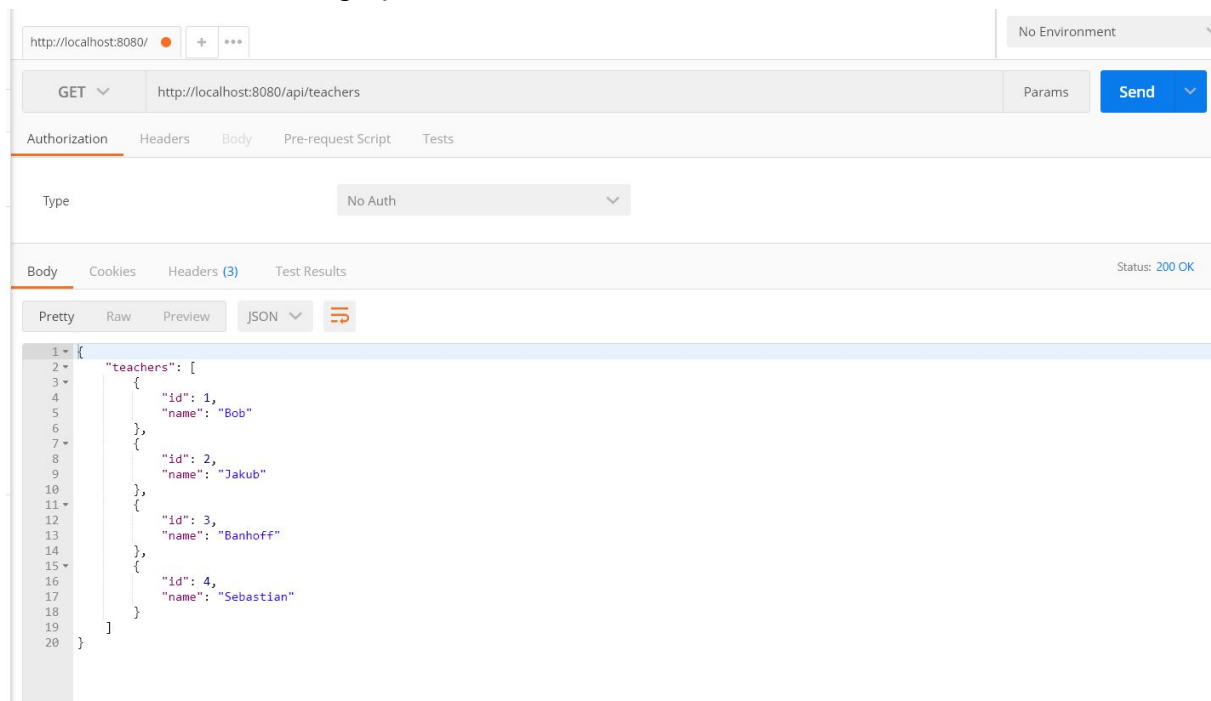 http://localhost:8080/ + ••• No Environment
GET http://localhost:8080/api/teachers Params Send
Authorization Headers Body Pre-request Script Tests
Type No Auth
Body Cookies Headers (3) Test Results Status: 200 OK
Pretty Raw Preview JSON
1 {
2 "teachers": [
3 {
4 "id": 1,
5 "name": "Bob"
6 },
7 {
8 "id": 2,
9 "name": "Jakub"
10 },
11 {
12 "id": 3,
13 "name": "Banhoff"
14 },
15 {
16 "id": 4,
17 "name": "Sebastian"
18 }
19 ]
20 }